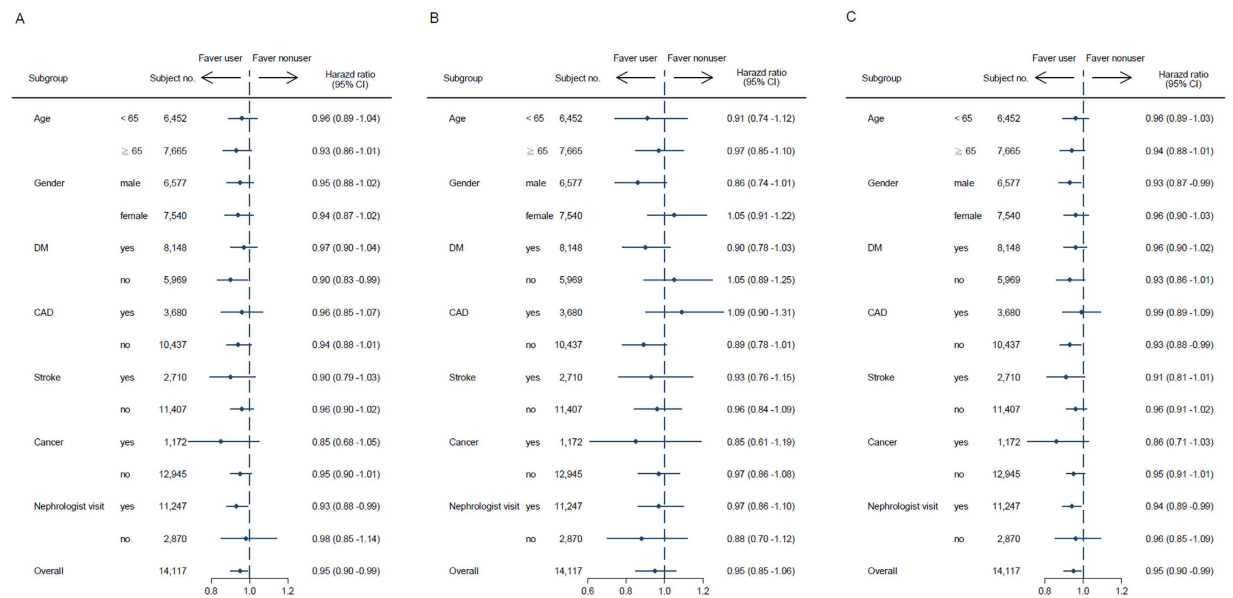 A
Faver user Faver nonuser
Subgroup Subject no. Harazd ratio
(95% CI)
Age < 65 6,452 0.96 (0.89 -1.04)
≧ 65 7,665 0.93 (0.86 -1.01)
Gender male 6,577 0.95 (0.88 -1.02)
female 7,540 0.94 (0.87 -1.02)
DM yes 8,148 0.97 (0.90 -1.04)
no 5,969 0.90 (0.83 -0.99)
CAD yes 3,680 0.96 (0.85 -1.07)
no 10,437 0.94 (0.88 -1.01)
Stroke yes 2,710 0.90 (0.79 -1.03)
no 11,407 0.96 (0.90 -1.02)
Cancer yes 1,172 0.85 (0.68 -1.05)
no 12,945 0.95 (0.90 -1.01)
Nephrologist visit yes 11,247 0.93 (0.88 -0.99)
no 2,870 0.98 (0.85 -1.14)
Overall 14,117 0.95 (0.90 -0.99)
0.8 1.0 1.2
B
Faver user Faver nonuser
Subgroup Subject no. Harazd ratio
(95% CI)
Age < 65 6,452 0.91 (0.74 -1.12)
≧ 65 7,665 0.97 (0.85 -1.10)
Gender male 6,577 0.86 (0.74 -1.01)
female 7,540 1.05 (0.91 -1.22)
DM yes 8,148 0.90 (0.78 -1.03)
no 5,969 1.05 (0.89 -1.25)
CAD yes 3,680 1.09 (0.90 -1.31)
no 10,437 0.89 (0.78 -1.01)
Stroke yes 2,710 0.93 (0.76 -1.15)
no 11,407 0.96 (0.84 -1.09)
Cancer yes 1,172 0.85 (0.61 -1.19)
no 12,945 0.97 (0.86 -1.08)
Nephrologist visit yes 11,247 0.97 (0.86 -1.10)
no 2,870 0.88 (0.70 -1.12)
Overall 14,117 0.95 (0.85 -1.06)
0.6 0.8 1.0 1.2
C
Faver user Faver nonuser
Subgroup Subject no. Harazd ratio
(95% CI)
Age < 65 6,452 0.96 (0.89 -1.03)
≧ 65 7,665 0.94 (0.88 -1.01)
Gender male 6,577 0.93 (0.87 -0.99)
female 7,540 0.96 (0.90 -1.03)
DM yes 8,148 0.96 (0.90 -1.02)
no 5,969 0.93 (0.86 -1.01)
CAD yes 3,680 0.99 (0.89 -1.09)
no 10,437 0.93 (0.88 -0.99)
Stroke yes 2,710 0.91 (0.81 -1.01)
no 11,407 0.96 (0.91 -1.02)
Cancer yes 1,172 0.86 (0.71 -1.03)
no 12,945 0.95 (0.91 -1.01)
Nephrologist visit yes 11,247 0.94 (0.89 -0.99)
no 2,870 0.96 (0.85 -1.09)
Overall 14,117 0.95 (0.90 -0.99)
0.8 1.0 1.2